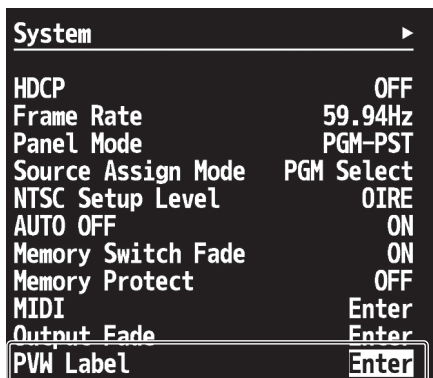 System ►
HDCP OFF
Frame Rate 59.94Hz
Panel Mode PGM-PST
Source Assign Mode PGM Select
NTSC Setup Level 0IRE
AUTO OFF ON
Memory Switch Fade ON
Memory Protect OFF
MIDI Enter
Output Fade Enter
PVW Label Enter